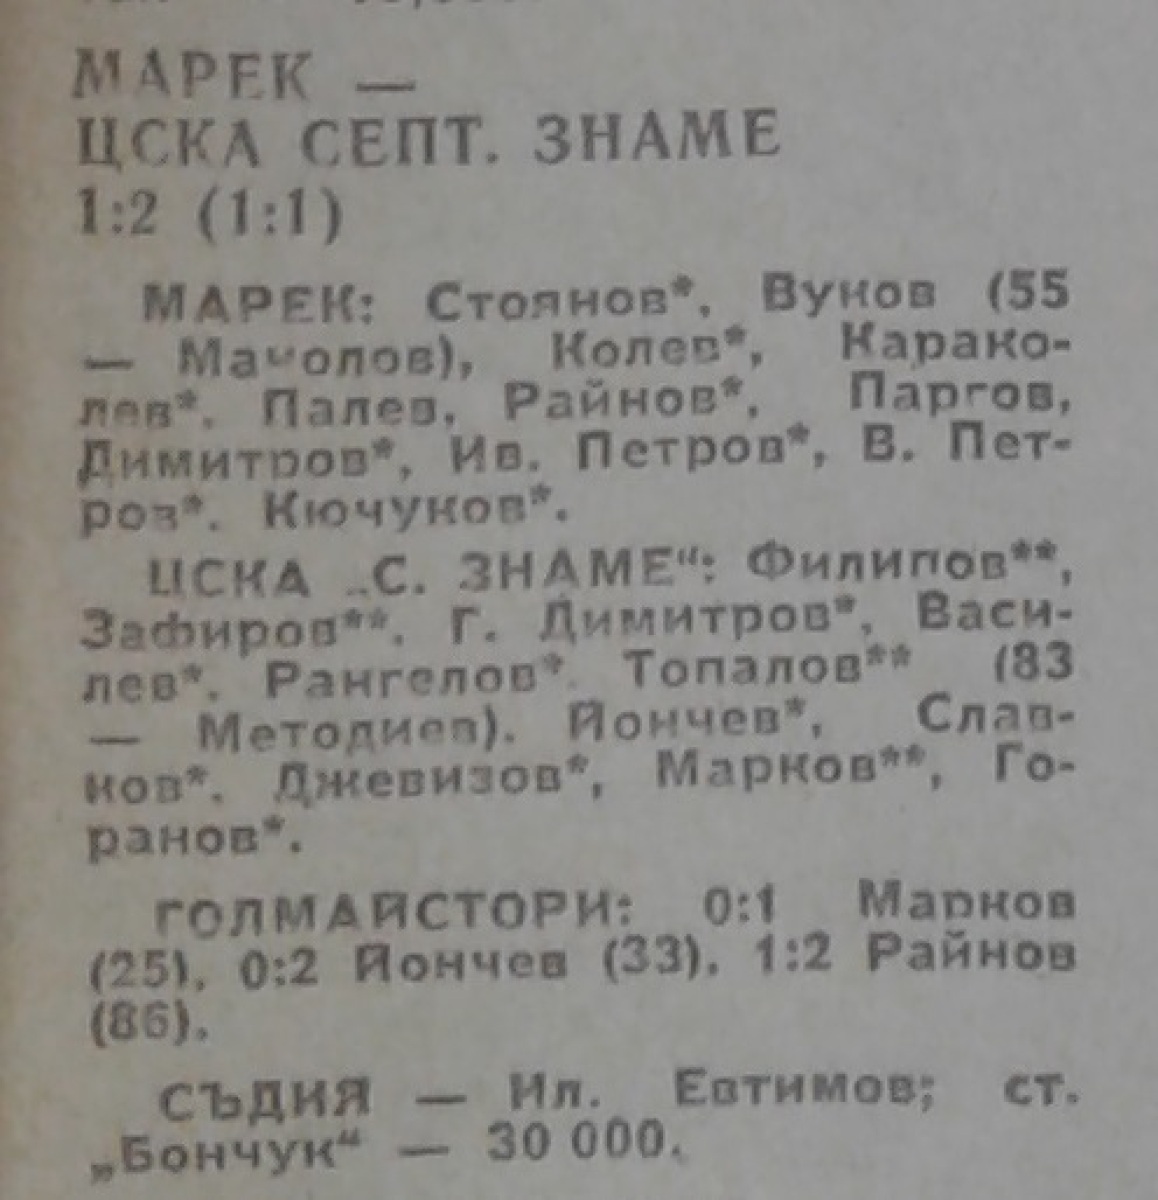 МАРЕК —
ЦСКА СЕПТ. ЗНАМЕ
1:2 (1:1)
МАРЕК: Стоянов*, Вуков (55
— Мачолов), Колев*, Карако-
лев*, Палев, Райнов*, Паргов,
Димитров*, Ив. Петров*, В. Пет-
ров*. Кючуков*.
ЦСКА „С. ЗНАМЕ“: Филипов**,
Зафиров**, Г. Димитров*, Васи-
лев*, Рангелов*, Топалов** (83
— Методиев), Йончев*, Слав-
ков*, Джевизов*, Марков**, Го-
ранов*.
ГОЛМАЙСТОРИ: 0:1 Марков
(25), 0:2 Йончев (33), 1:2 Райнов
(86).
СЪДИЯ — Ил. Евтимов; ст.
„Бончук“ — 30 000.